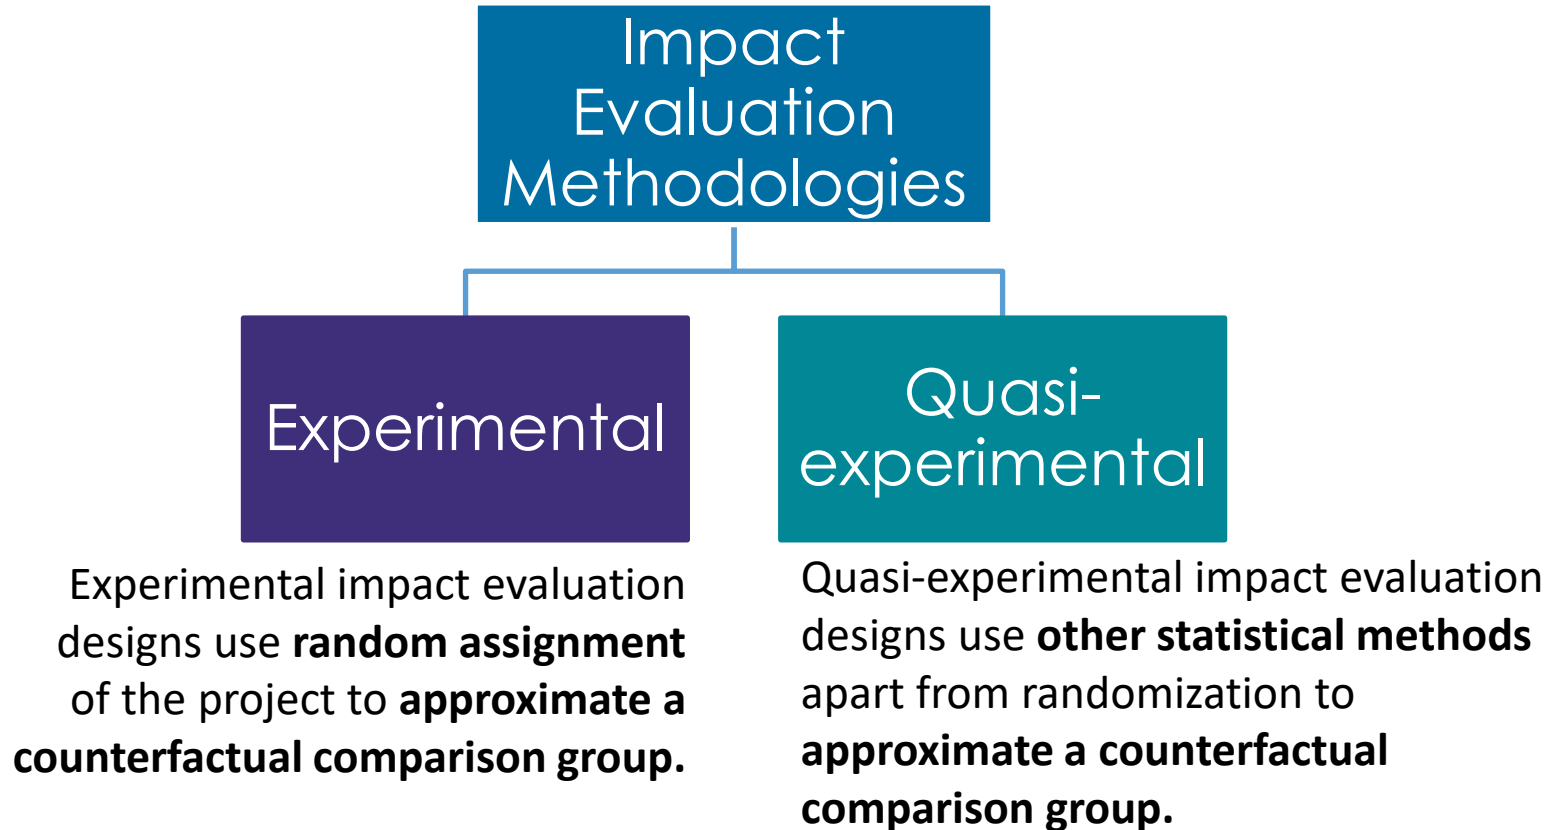 Impact
Evaluation
Methodologies
Experimental
Quasi-
experimental
Experimental impact evaluation
designs use random assignment
of the project to approximate a
counterfactual comparison group.
Quasi-experimental impact evaluation
designs use other statistical methods
apart from randomization to
approximate a counterfactual
comparison group.